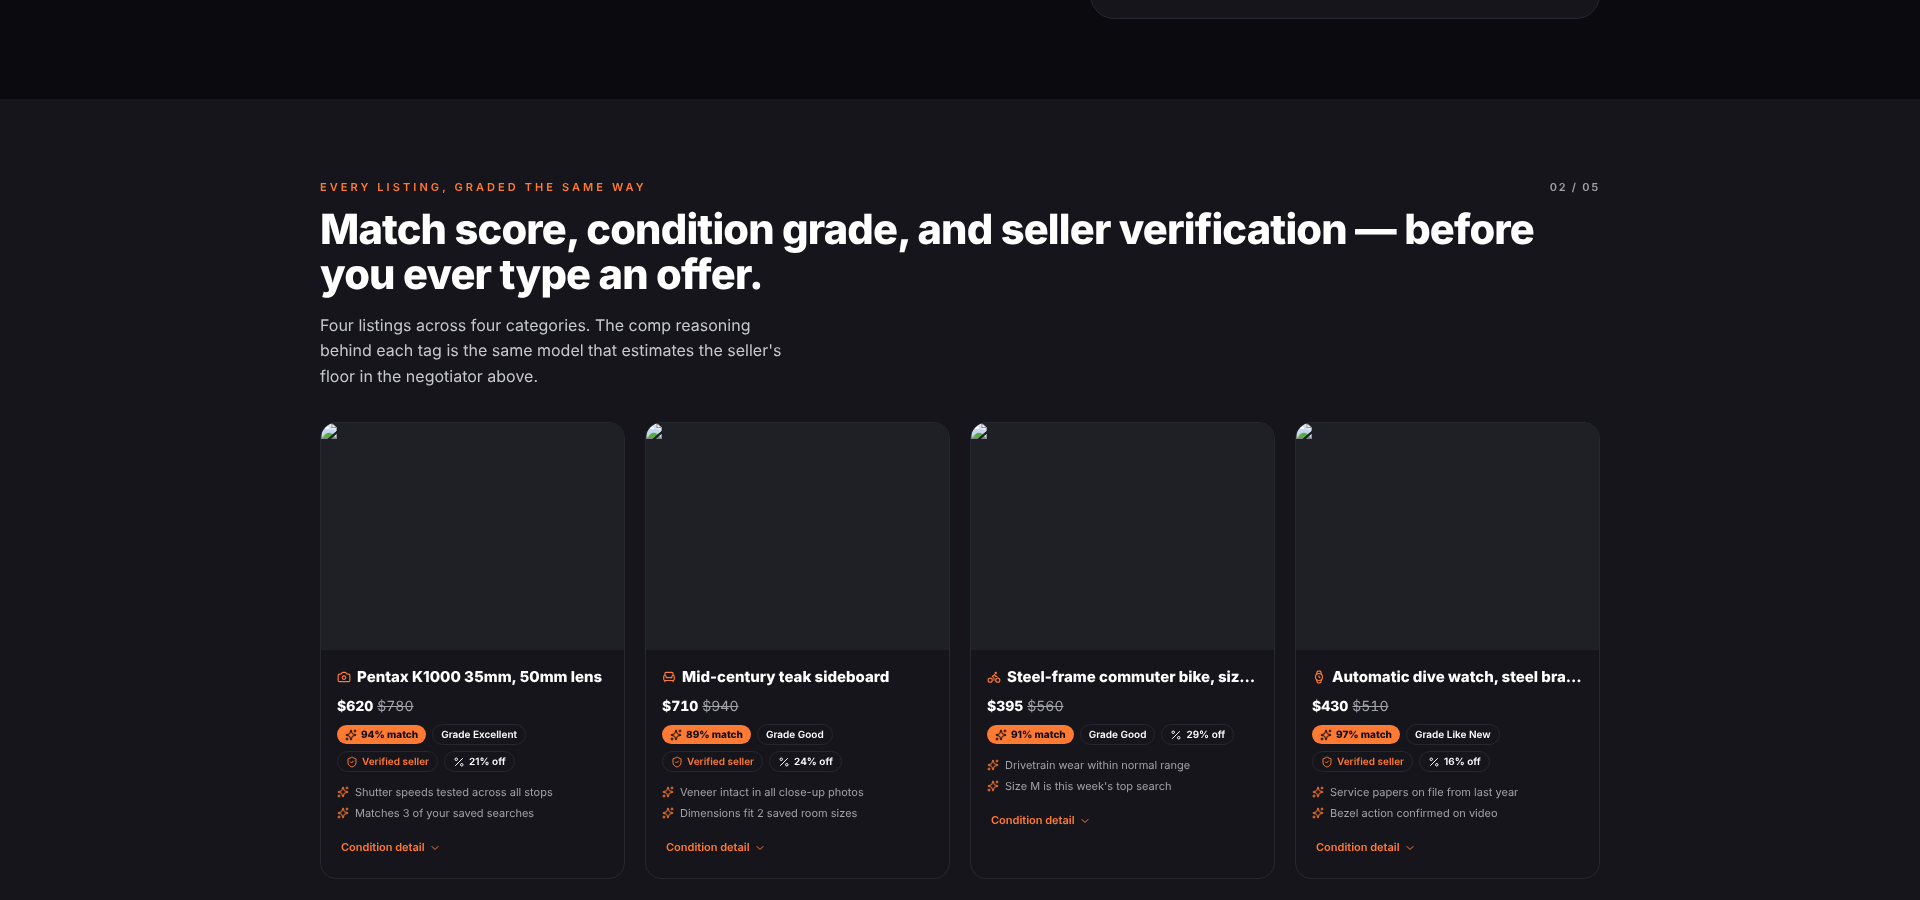 EVERY LISTING, GRADED THE SAME WAY
02 / 05
Match score, condition grade, and seller verification — before
you ever type an offer.
Four listings across four categories. The comp reasoning
behind each tag is the same model that estimates the seller's
floor in the negotiator above.
Pentax K1000 35mm, 50mm lens
$620 $780
94% match Grade Excellent
Verified seller 21% off
Shutter speeds tested across all stops
Matches 3 of your saved searches
Condition detail
Mid-century teak sideboard
$710 $940
89% match Grade Good
Verified seller 24% off
Veneer intact in all close-up photos
Dimensions fit 2 saved room sizes
Condition detail
Steel-frame commuter bike, siz...
$395 $560
91% match Grade Good 29% off
Drivetrain wear within normal range
Size M is this week's top search
Condition detail
Automatic dive watch, steel bra...
$430 $510
97% match Grade Like New
Verified seller 16% off
Service papers on file from last year
Bezel action confirmed on video
Condition detail